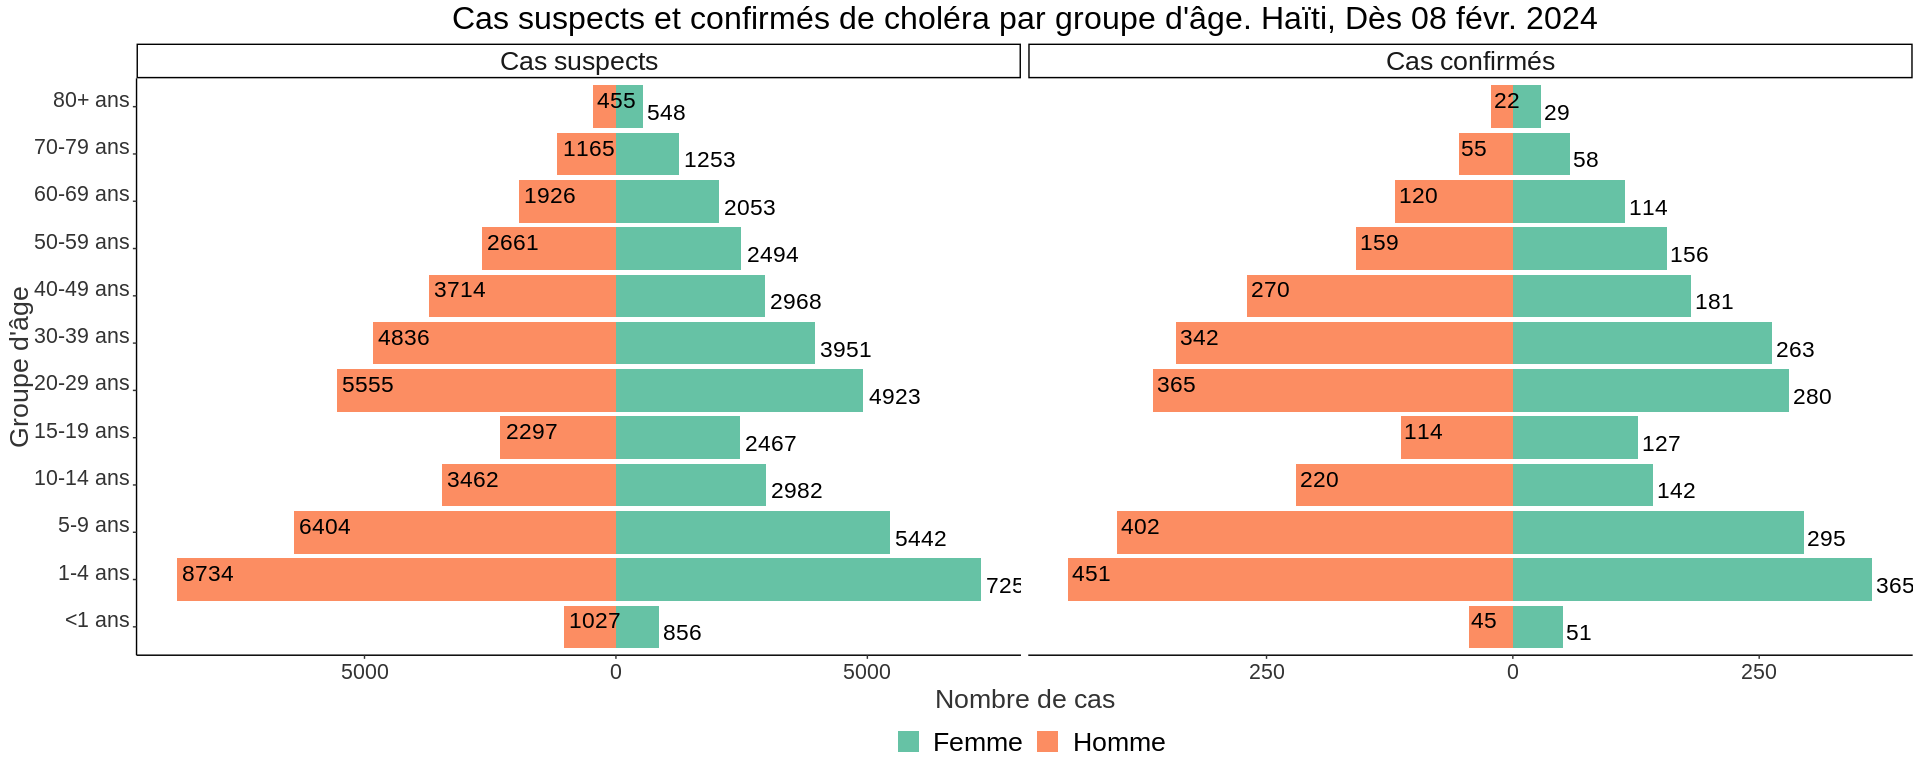 Cas suspects et confirmés de choléra par groupe d'âge. Haïti, Dès 08 févr. 2024
Cas suspects
Cas confirmés
Groupe d'âge
80+ ans 455 548 22 29
70-79 ans 1165 1253 55 58
60-69 ans 1926 2053 120 114
50-59 ans 2661 2494 159 156
40-49 ans 3714 2968 270 181
30-39 ans 4836 3951 342 263
20-29 ans 5555 4923 365 280
15-19 ans 2297 2467 114 127
10-14 ans 3462 2982 220 142
5-9 ans 6404 5442 402 295
1-4 ans 8734 451 365
<1 ans 1027 856 45 51
5000 0 5000 250 0 250
Nombre de cas
Femme Homme